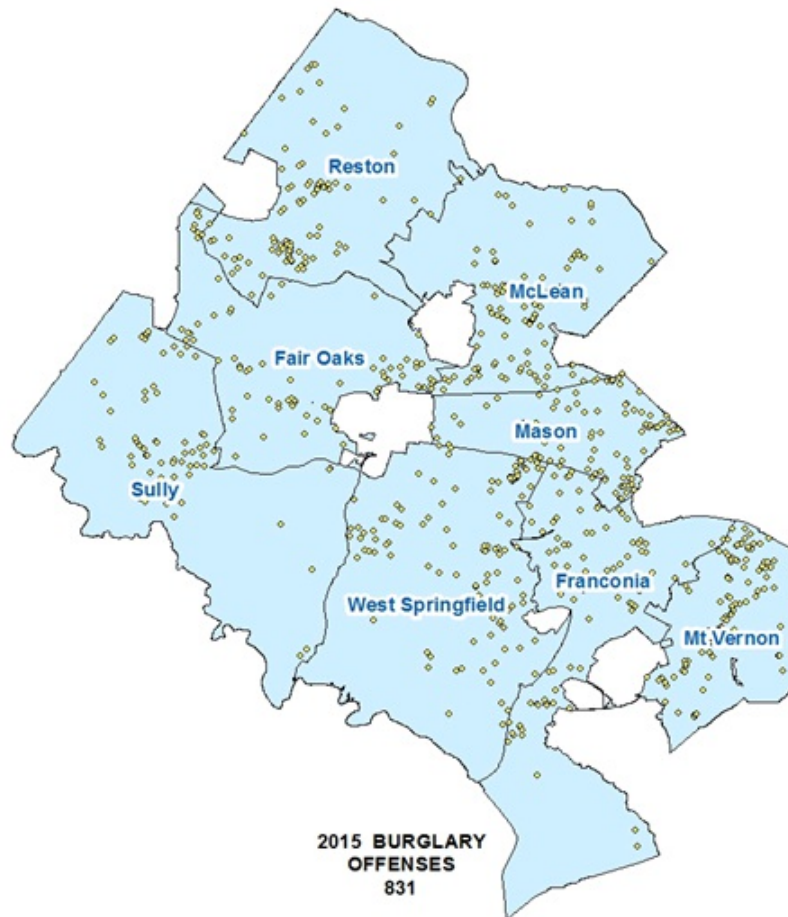 Reston
McLean
Fair Oaks
Mason
Sully
Franconia
West Springfield
Mt Vernon
2015 BURGLARY
OFFENSES
831